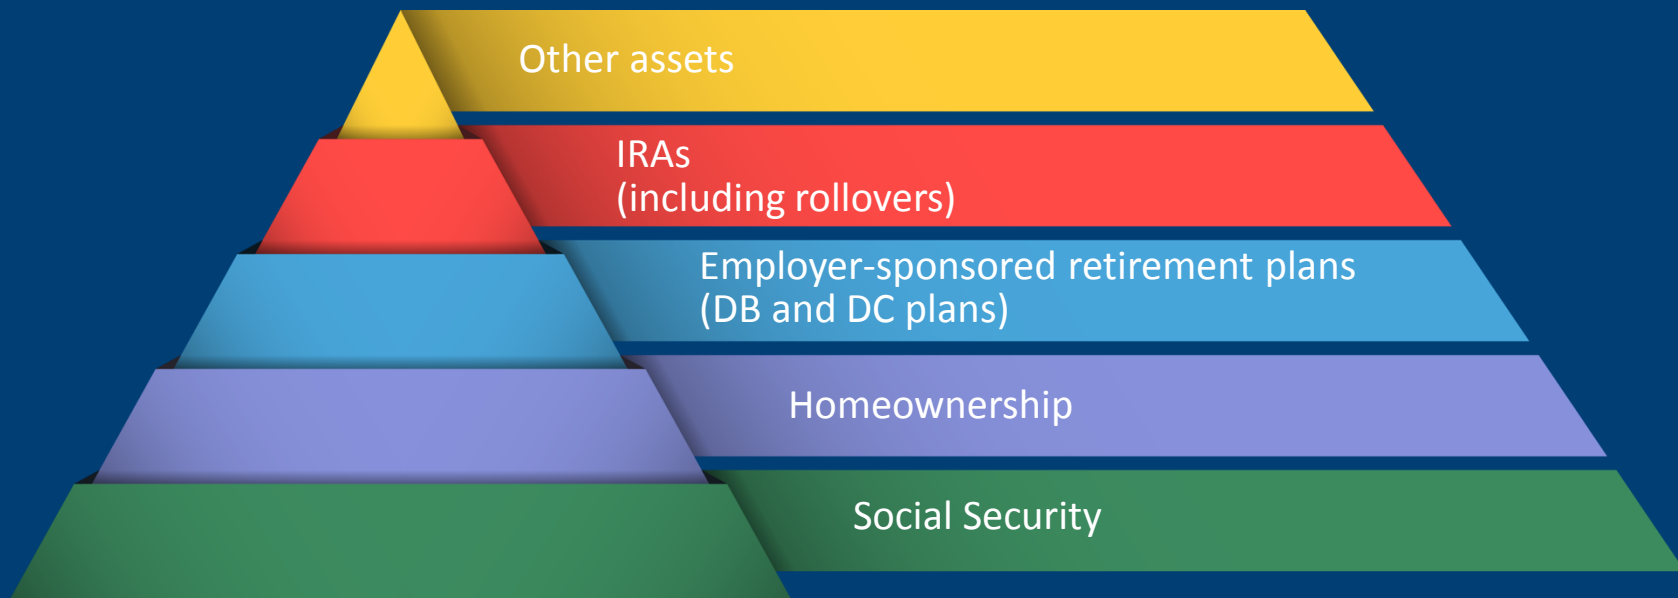 Other assets
IRAs
(including rollovers)
Employer-sponsored retirement plans
(DB and DC plans)
Homeownership
Social Security